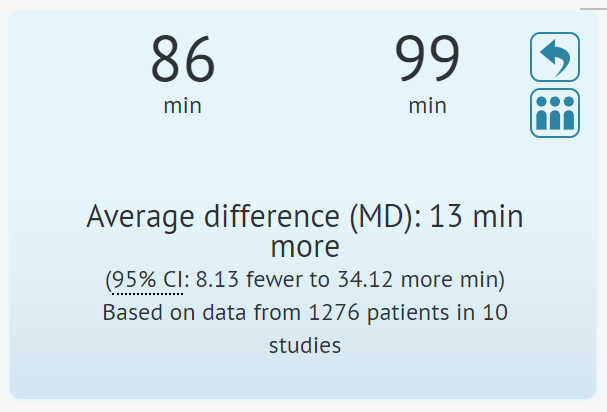 86 99
min min
Average difference (MD): 13 min
more
(95% CI: 8.13 fewer to 34.12 more min)
Based on data from 1276 patients in 10
studies